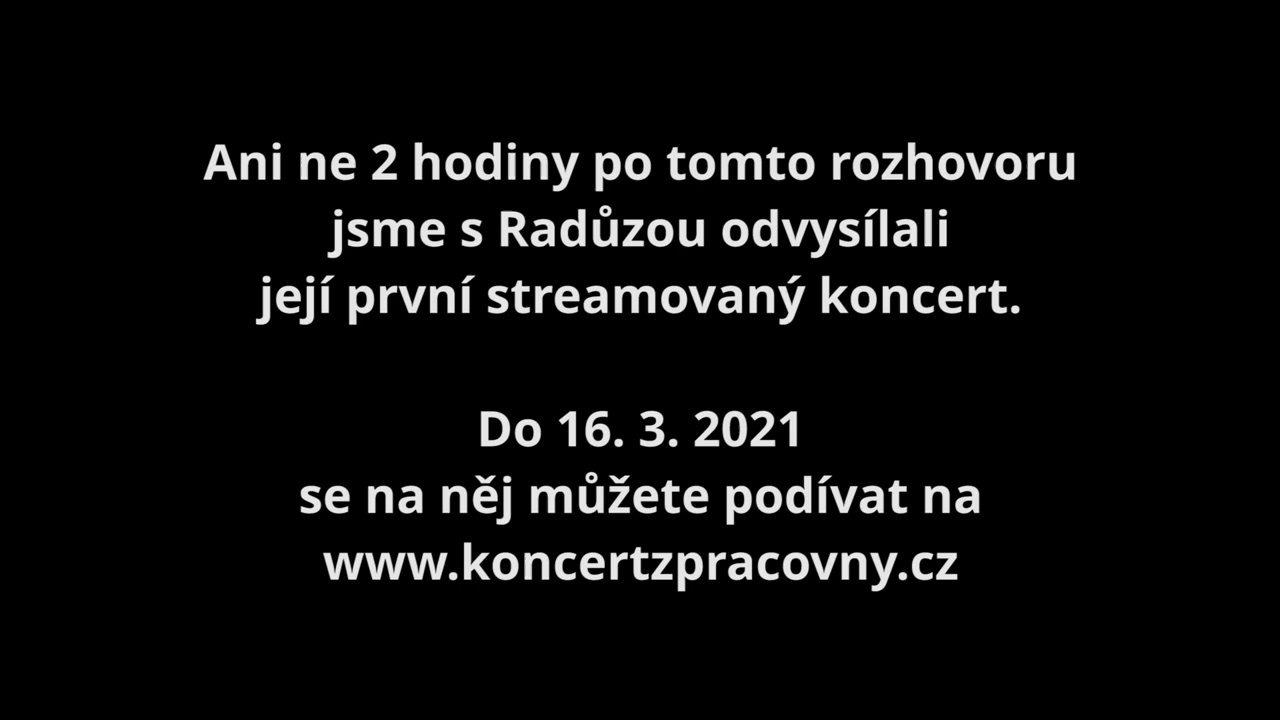 Ani ne 2 hodiny po tomto rozhovoru
jsme s Radůzou odvysílali
její první streamovaný koncert.
Do 16. 3. 2021
se na něj můžete podívat na
www.koncertzpracovny.cz